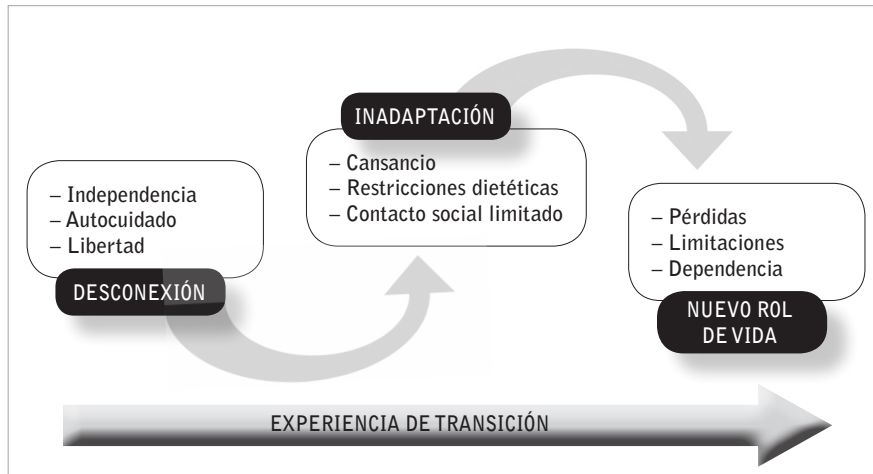 – Independencia
– Autocuidado
– Libertad
DESCONEXIÓN
INADAPTACIÓN
– Cansancio
– Restricciones dietéticas
– Contacto social limitado
– Pérdidas
– Limitaciones
– Dependencia
NUEVO ROL
DE VIDA
EXPERIENCIA DE TRANSICIÓN